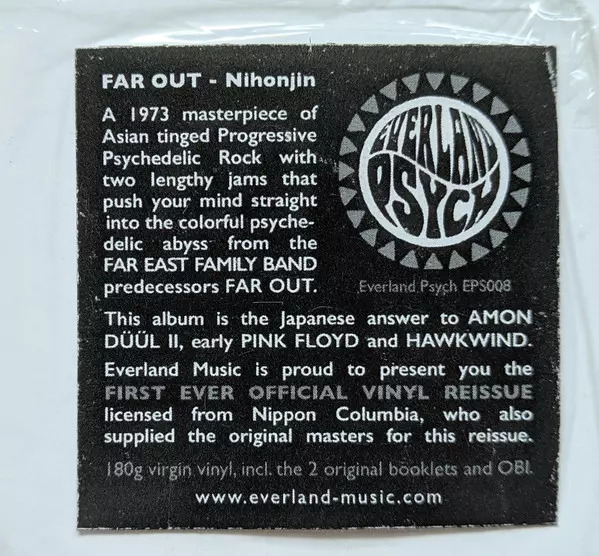 FAR OUT - Nihonjin
A 1973 masterpiece of
Asian tinged Progressive
Psychedelic Rock with
two lengthy jams that
push your mind straight
into the colorful psyche-
delic abyss from the
FAR EAST FAMILY BAND
predecessors FAR OUT.
EVERLAND
PSYCH
Everland Psych EPS008
This album is the Japanese answer to AMON
DÜÜL II, early PINK FLOYD and HAWKWIND.
Everland Music is proud to present you the
FIRST EVER OFFICIAL VINYL REISSUE
licensed from Nippon Columbia, who also
supplied the original masters for this reissue.
180g virgin vinyl, incl. the 2 original booklets and OBI.
www.everland-music.com